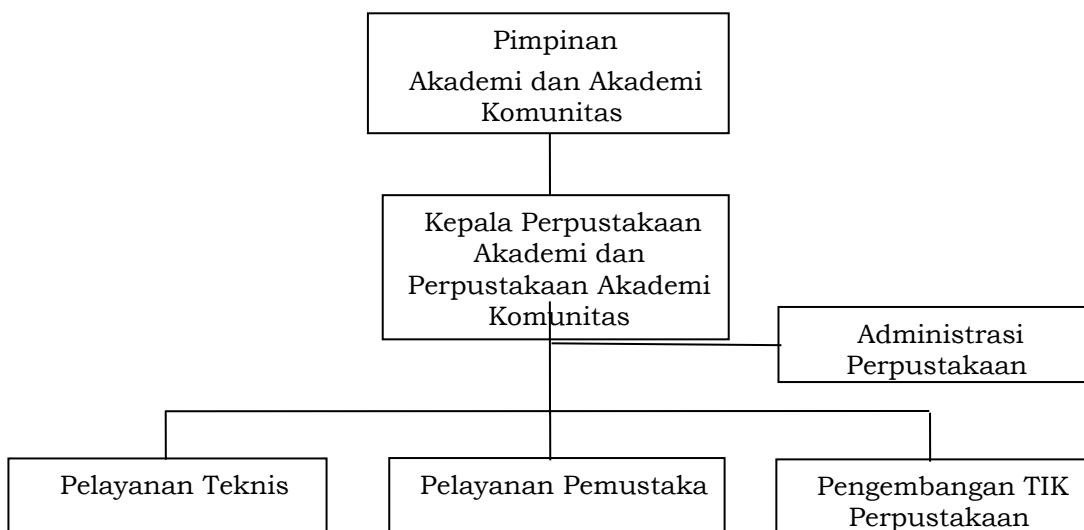 Pimpinan
Akademi dan Akademi
Komunitas
Kepala Perpustakaan
Akademi dan
Perpustakaan Akademi
Komunitas
Administrasi
Perpustakaan
Pelayanan Teknis
Pelayanan Pemustaka
Pengembangan TIK
Perpustakaan